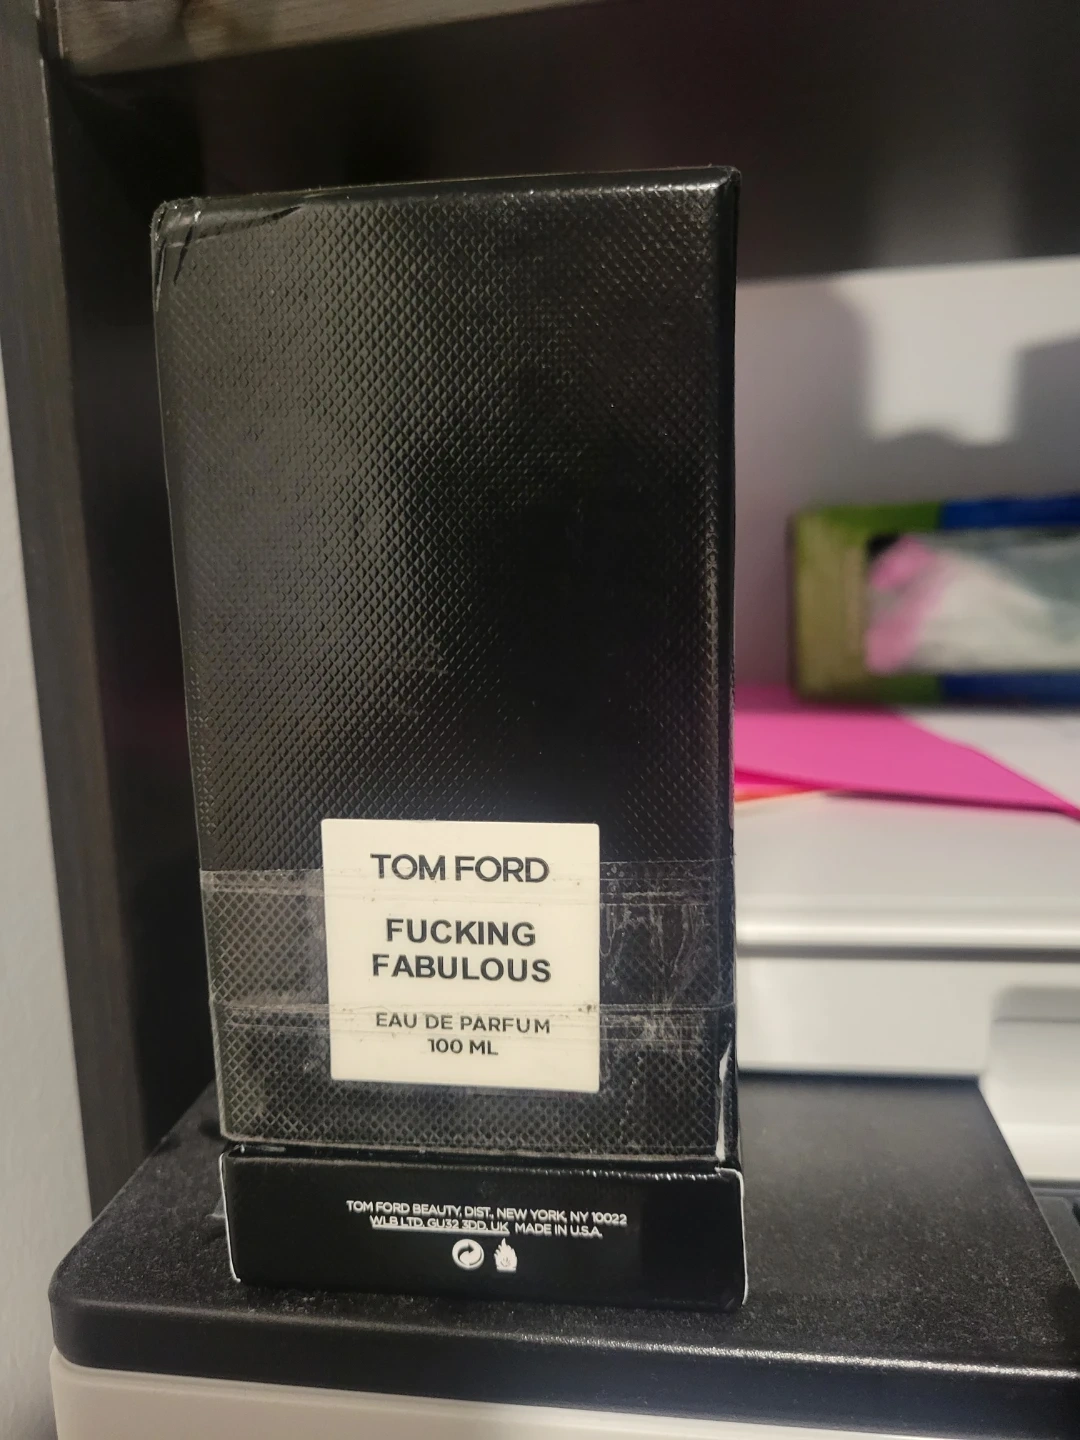 TOM FORD
FUCKING
FABULOUS
EAU DE PARFUM
100 ML
TOM FORD BEAUTY, DIST., NEW YORK, NY 10022
WLB LTD, GU32 3DD, UK MADE IN U.S.A.